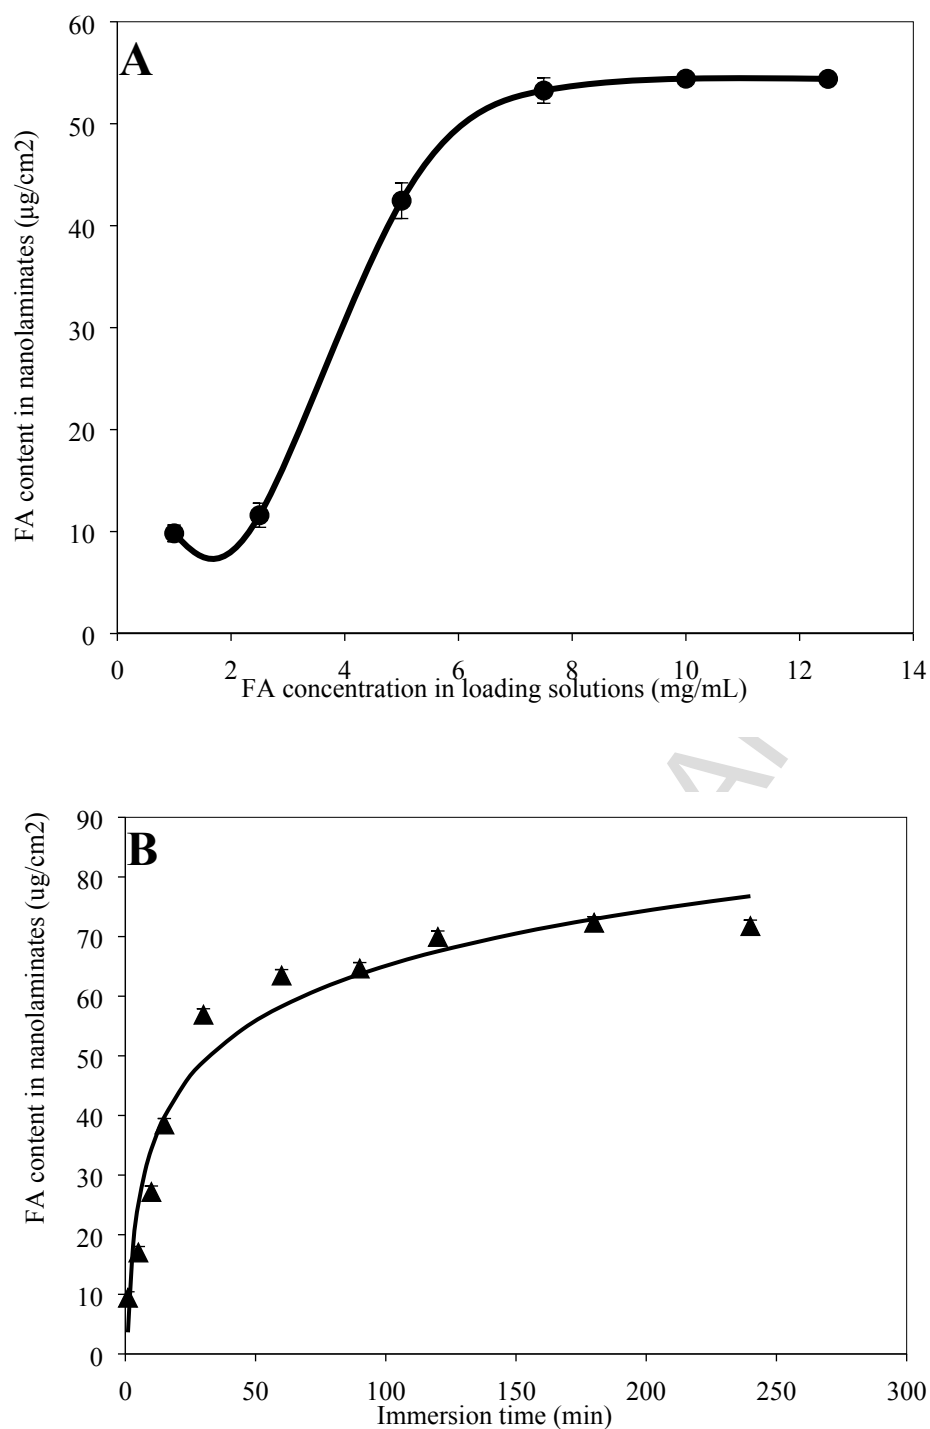 A
FA content in nanolaminates (µg/cm2)
60
50
40
30
20
10
0
0 2 4 6 8 10 12 14
FA concentration in loading solutions (mg/mL)
B
FA content in nanolaminates (ug/cm2)
90
80
70
60
50
40
30
20
10
0
0 50 100 150 200 250 300
Immersion time (min)